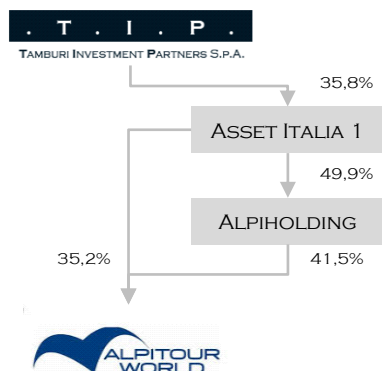 . T . I . P .
TAMBURI INVESTMENT PARTNERS S.P.A.
35,8%
ASSET ITALIA 1
49,9%
ALPIHOLDING
35,2%
41,5%
ALPITOUR
WORLD